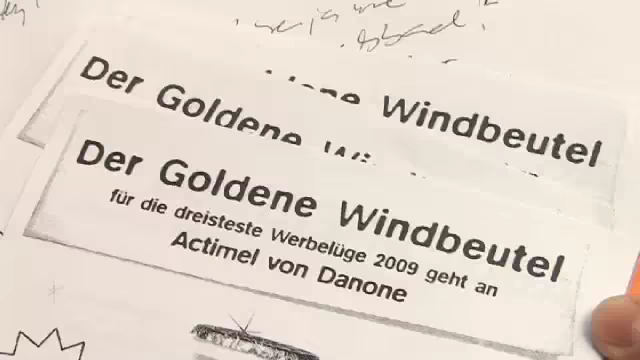 Der Goldene Windbeutel
Der Goldene Windbeutel
für die dreisteste Werbelüge 2009 geht an
Actimel von Danone